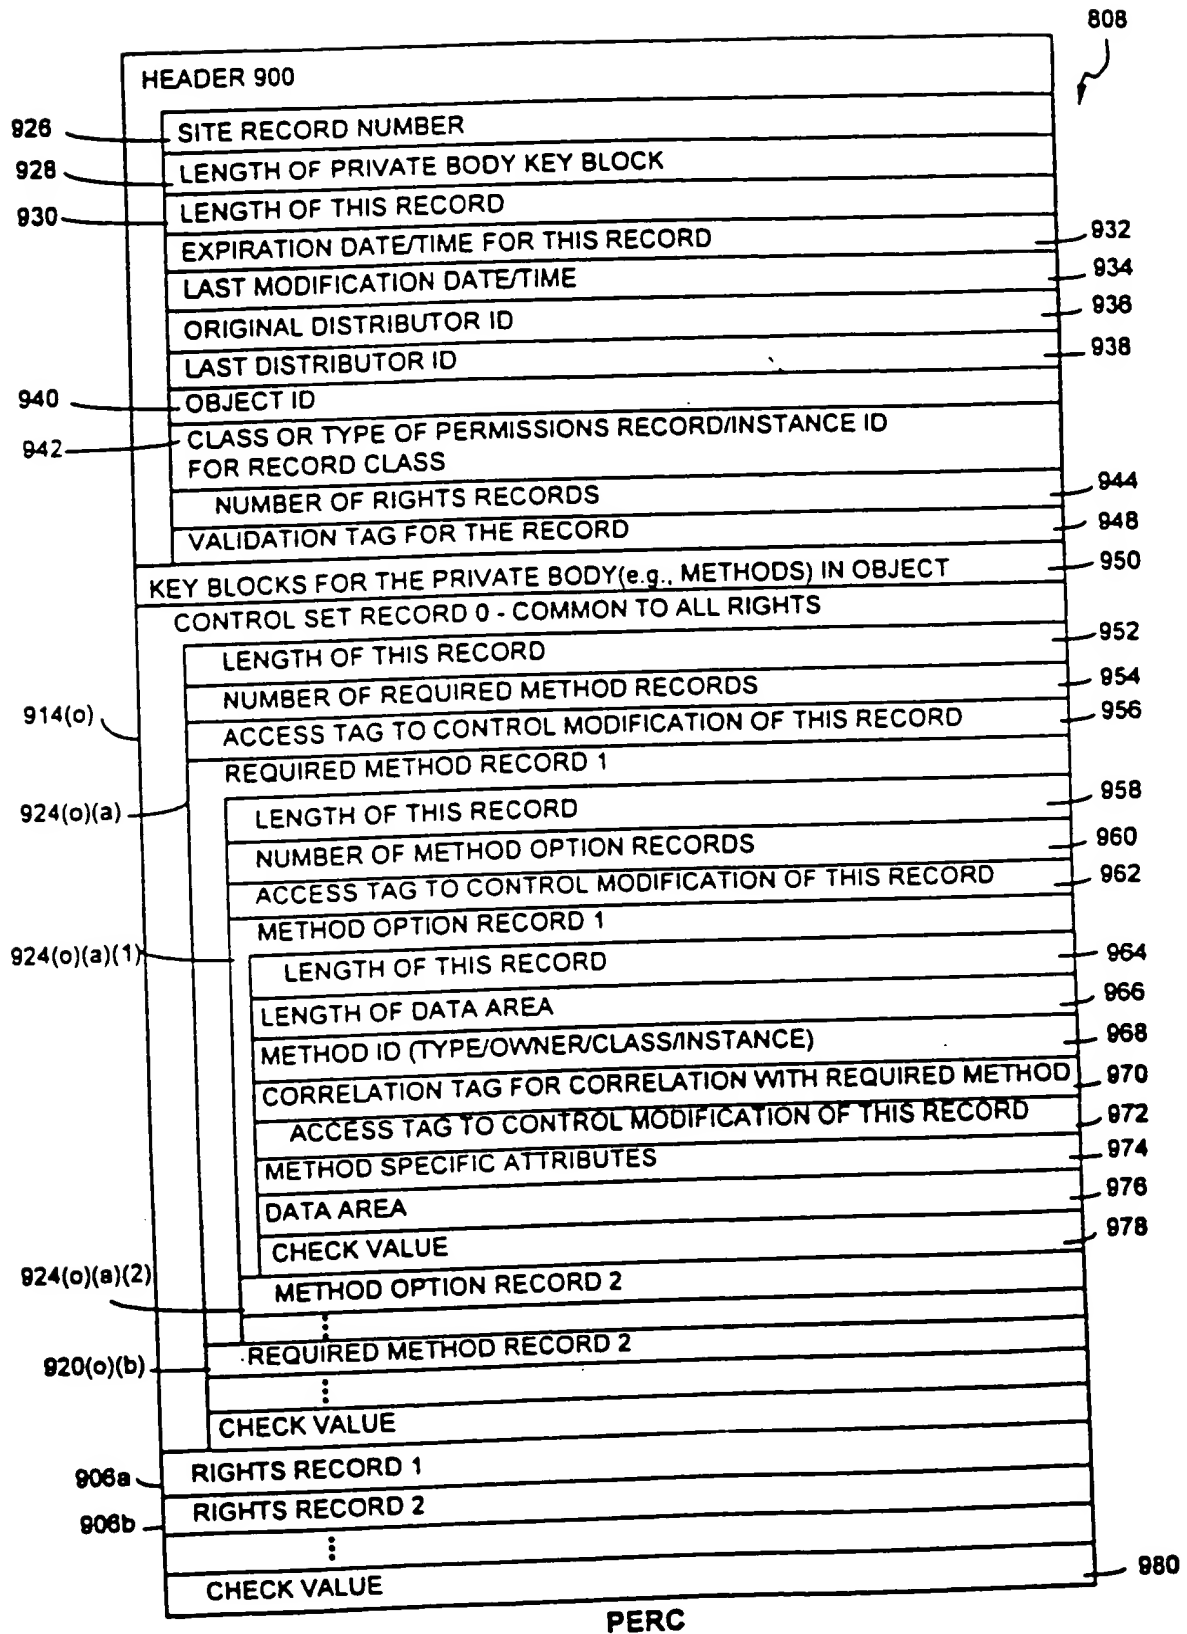 808
HEADER 900
926 SITE RECORD NUMBER
928 LENGTH OF PRIVATE BODY KEY BLOCK
930 LENGTH OF THIS RECORD
EXPIRATION DATE/TIME FOR THIS RECORD 932
LAST MODIFICATION DATE/TIME 934
ORIGINAL DISTRIBUTOR ID 936
LAST DISTRIBUTOR ID 938
940 OBJECT ID
942 CLASS OR TYPE OF PERMISSIONS RECORD/INSTANCE ID
FOR RECORD CLASS
NUMBER OF RIGHTS RECORDS 944
VALIDATION TAG FOR THE RECORD 948
KEY BLOCKS FOR THE PRIVATE BODY(e.g., METHODS) IN OBJECT 950
CONTROL SET RECORD 0 - COMMON TO ALL RIGHTS
LENGTH OF THIS RECORD 952
NUMBER OF REQUIRED METHOD RECORDS 954
914(o) ACCESS TAG TO CONTROL MODIFICATION OF THIS RECORD 956
REQUIRED METHOD RECORD 1
924(o)(a) LENGTH OF THIS RECORD 958
NUMBER OF METHOD OPTION RECORDS 960
ACCESS TAG TO CONTROL MODIFICATION OF THIS RECORD 962
METHOD OPTION RECORD 1
924(o)(a)(1) LENGTH OF THIS RECORD 964
LENGTH OF DATA AREA 966
METHOD ID (TYPE/OWNER/CLASS/INSTANCE) 968
CORRELATION TAG FOR CORRELATION WITH REQUIRED METHOD 970
ACCESS TAG TO CONTROL MODIFICATION OF THIS RECORD 972
METHOD SPECIFIC ATTRIBUTES 974
DATA AREA 976
CHECK VALUE 978
924(o)(a)(2) METHOD OPTION RECORD 2
920(o)(b) REQUIRED METHOD RECORD 2
CHECK VALUE
906a RIGHTS RECORD 1
906b RIGHTS RECORD 2
CHECK VALUE 980
PERC